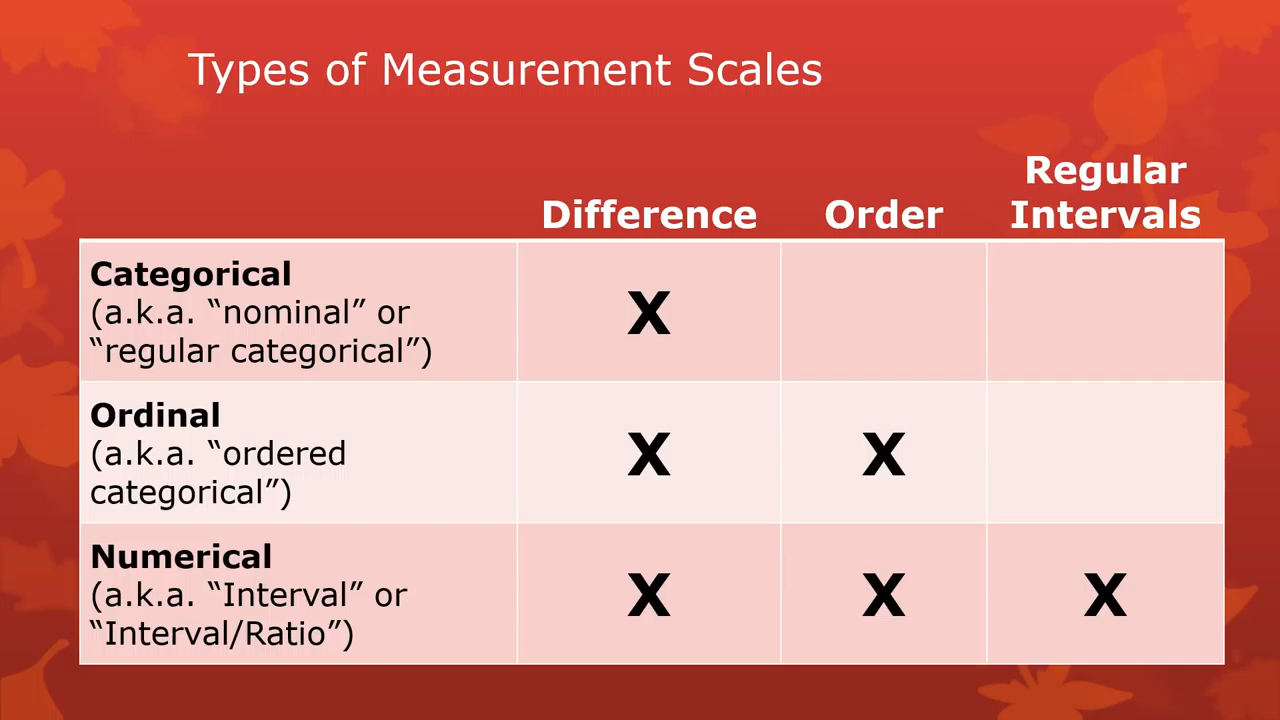 Types of Measurement Scales
Regular
Difference Order Intervals
Categorical
(a.k.a. “nominal” or
“regular categorical”)
X
Ordinal
(a.k.a. “ordered
categorical”)
X X
Numerical
(a.k.a. “Interval” or
“Interval/Ratio”)
X X X